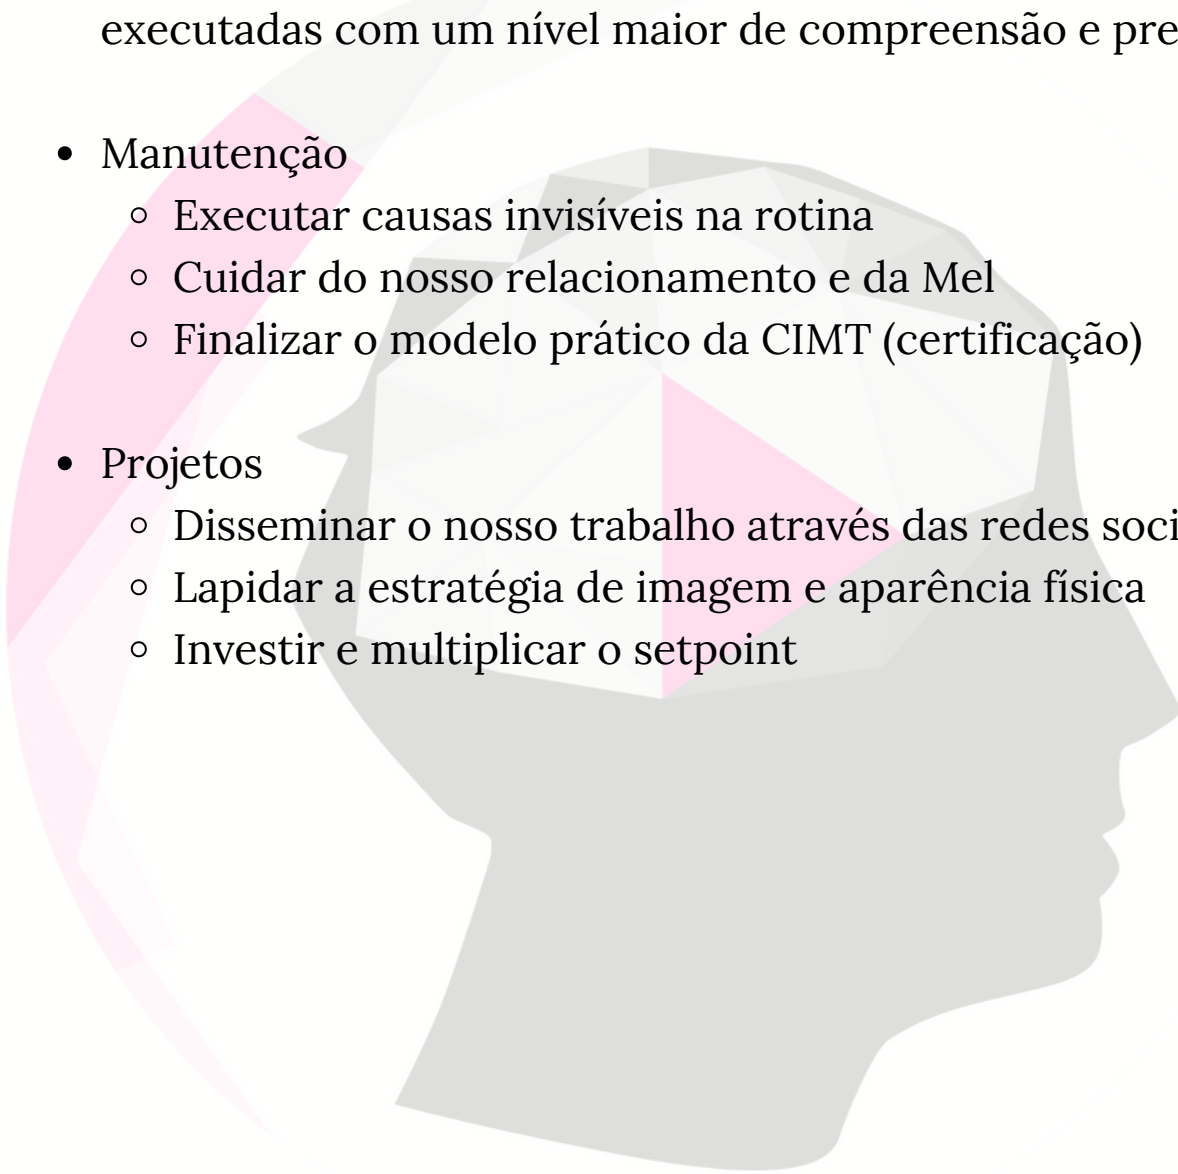 executadas com um nível maior de compreensão e pre
• Manutenção
◦ Executar causas invisíveis na rotina
◦ Cuidar do nosso relacionamento e da Mel
◦ Finalizar o modelo prático da CIMT (certificação)
• Projetos
◦ Disseminar o nosso trabalho através das redes soci
◦ Lapidar a estratégia de imagem e aparência física
◦ Investir e multiplicar o setpoint